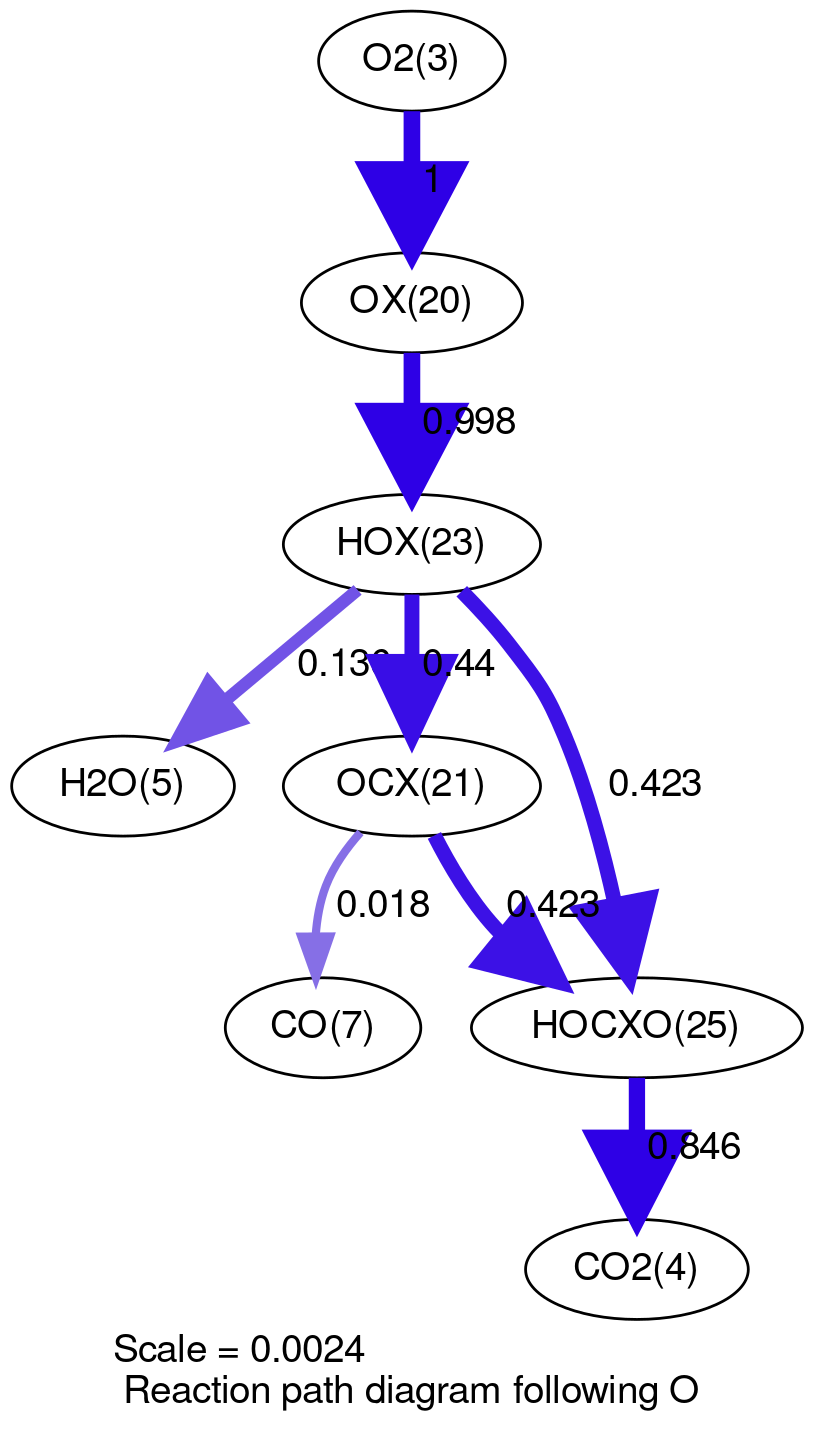 O2(3)
1
OX(20)
0.998
HOX(23)
0.44
0.423
H2O(5)
OCX(21)
0.018
0.423
CO(7)
HOCXO(25)
0.846
CO2(4)
Scale = 0.0024
Reaction path diagram following O